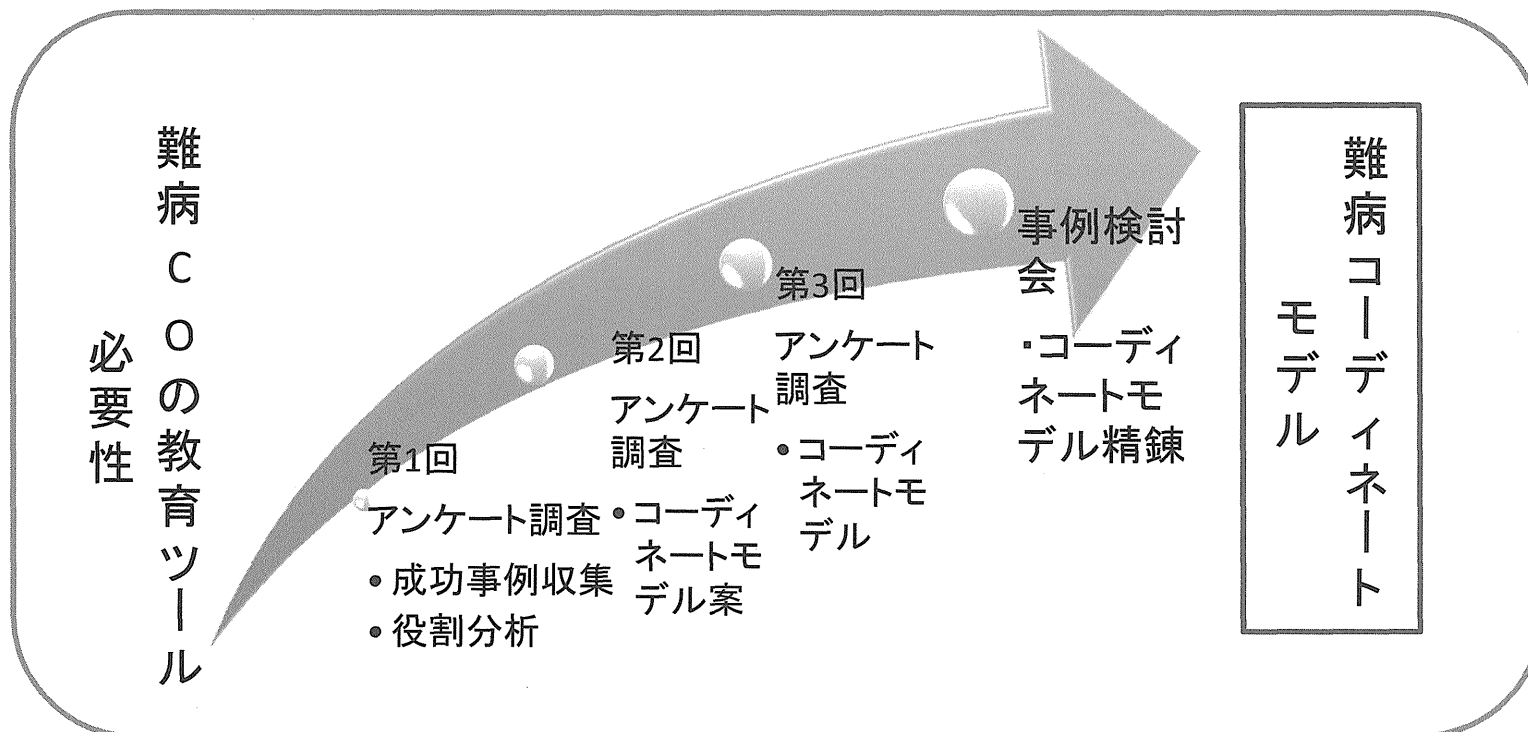 難病COの教育ツール
必要性
第1回
アンケート調査
• 成功事例収集
• 役割分析
第2回
アンケート
調査
• コーディ
ネートモ
デル案
第3回
アンケート
調査
• コーディ
ネートモ
デル
事例検討
会
・コーディ
ネートモ
デル精錬
難病コーディネート
モデル